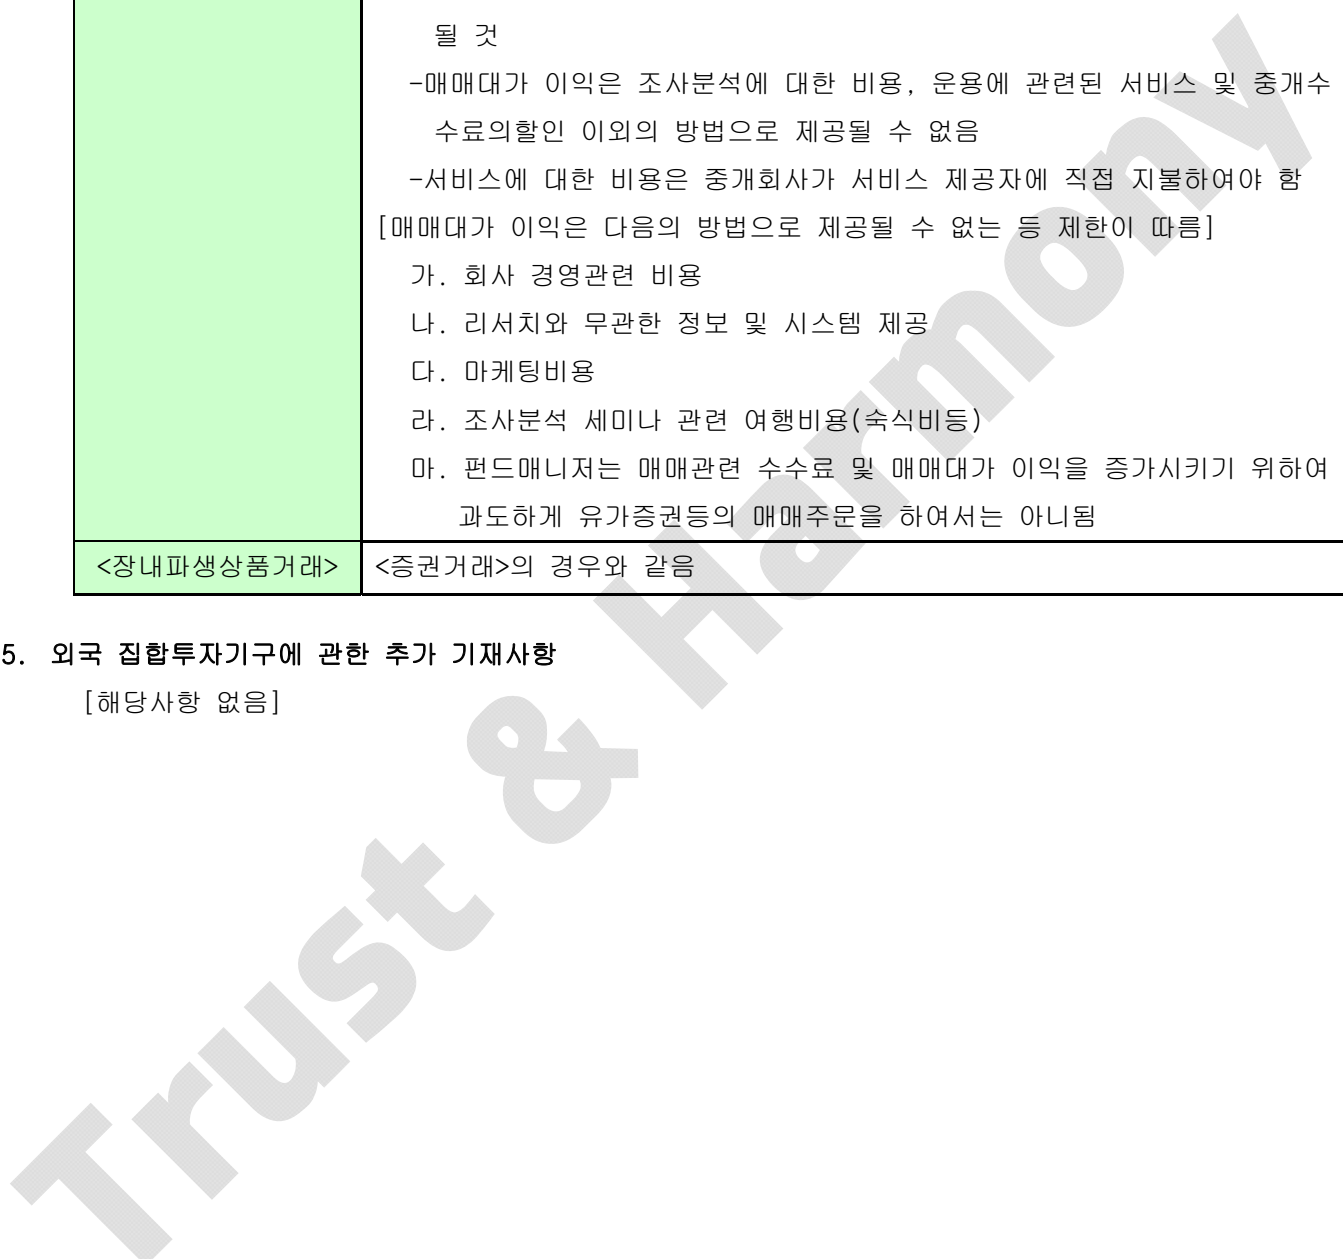 될 것
-매매대가 이익은 조사분석에 대한 비용, 운용에 관련된 서비스 및 중개수
수료의할인 이외의 방법으로 제공될 수 없음
-서비스에 대한 비용은 중개회사가 서비스 제공자에 직접 지불하여야 함
[매매대가 이익은 다음의 방법으로 제공될 수 없는 등 제한이 따름]
가. 회사 경영관련 비용
나. 리서치와 무관한 정보 및 시스템 제공
다. 마케팅비용
라. 조사분석 세미나 관련 여행비용(숙식비등)
마. 펀드매니저는 매매관련 수수료 및 매매대가 이익을 증가시키기 위하여
과도하게 유가증권등의 매매주문을 하여서는 아니됨
<장내파생상품거래> <증권거래>의 경우와 같음
5. 외국 집합투자기구에 관한 추가 기재사항
[해당사항 없음]
Trust & Harmony